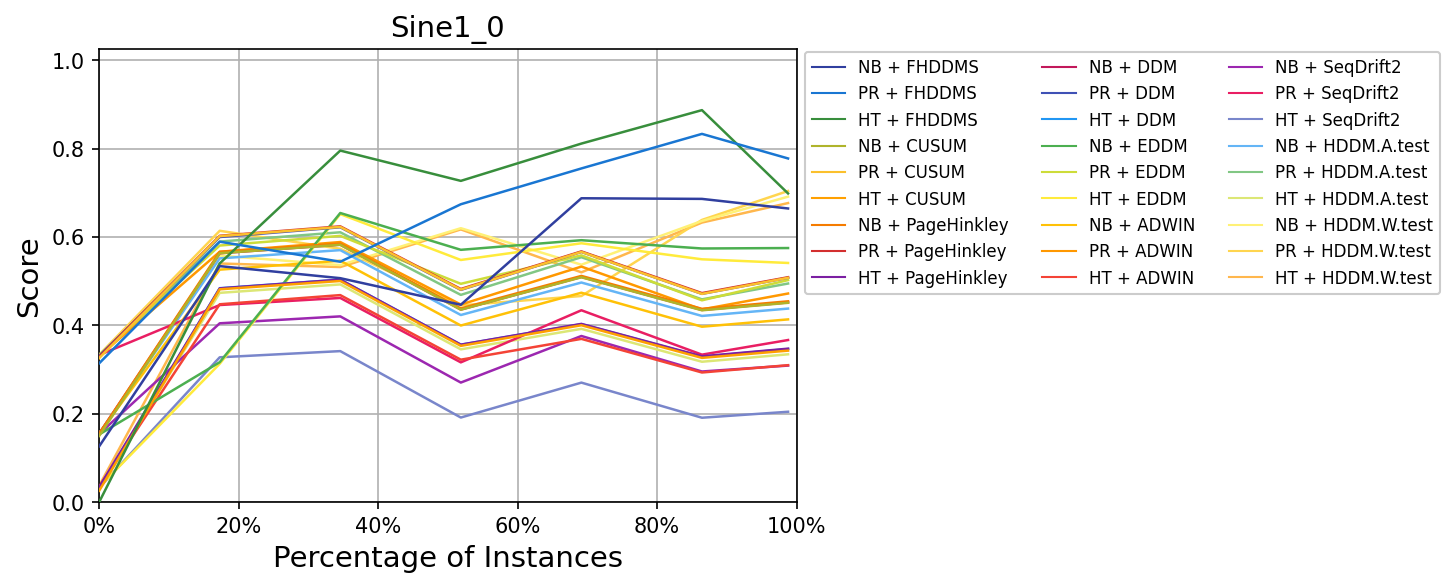 Sine1_0
Score
1.0
0.8
0.6
0.4
0.2
0.0
0% 20% 40% 60% 80% 100%
Percentage of Instances
NB + FHDDMS
PR + FHDDMS
HT + FHDDMS
NB + CUSUM
PR + CUSUM
HT + CUSUM
NB + PageHinkley
PR + PageHinkley
HT + PageHinkley
NB + DDM
PR + DDM
HT + DDM
NB + EDDM
PR + EDDM
HT + EDDM
NB + ADWIN
PR + ADWIN
HT + ADWIN
NB + SeqDrift2
PR + SeqDrift2
HT + SeqDrift2
NB + HDDM.A.test
PR + HDDM.A.test
HT + HDDM.A.test
NB + HDDM.W.test
PR + HDDM.W.test
HT + HDDM.W.test